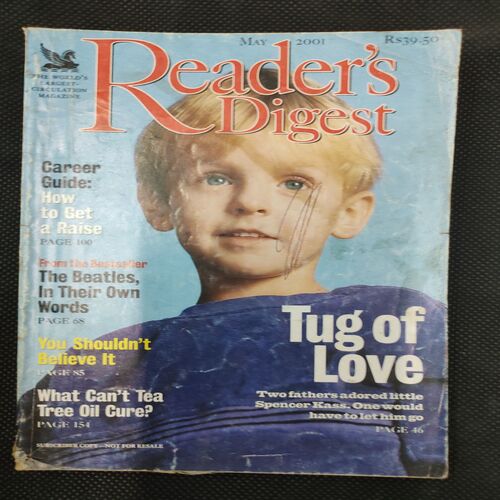 May 2001 Rs39.50
THE WORLD'S
LARGEST-
CIRCULATION
MAGAZINE
Reader's
Digest
Career
Guide:
How
to Get
a Raise
PAGE 100
From the Bestseller
The Beatles,
In Their Own
Words
PAGE 68
You Shouldn't
Believe It
PAGE 85
What Can't Tea
Tree Oil Cure?
PAGE 154
Tug of
Love
Two fathers adored little
Spencer Kass. One would
have to let him go
PAGE 46
SUBSCRIBER COPY—NOT FOR RESALE